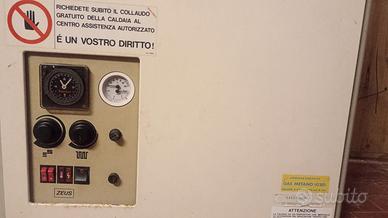 RICHIEDETE SUBITO IL COLLAUDO
GRATUITO DELLA CALDAIA AL
CENTRO ASSISTENZA AUTORIZZATO
È UN VOSTRO DIRITTO!
ZEUS
GAS METANO (G20)
ATTENZIONE
subito